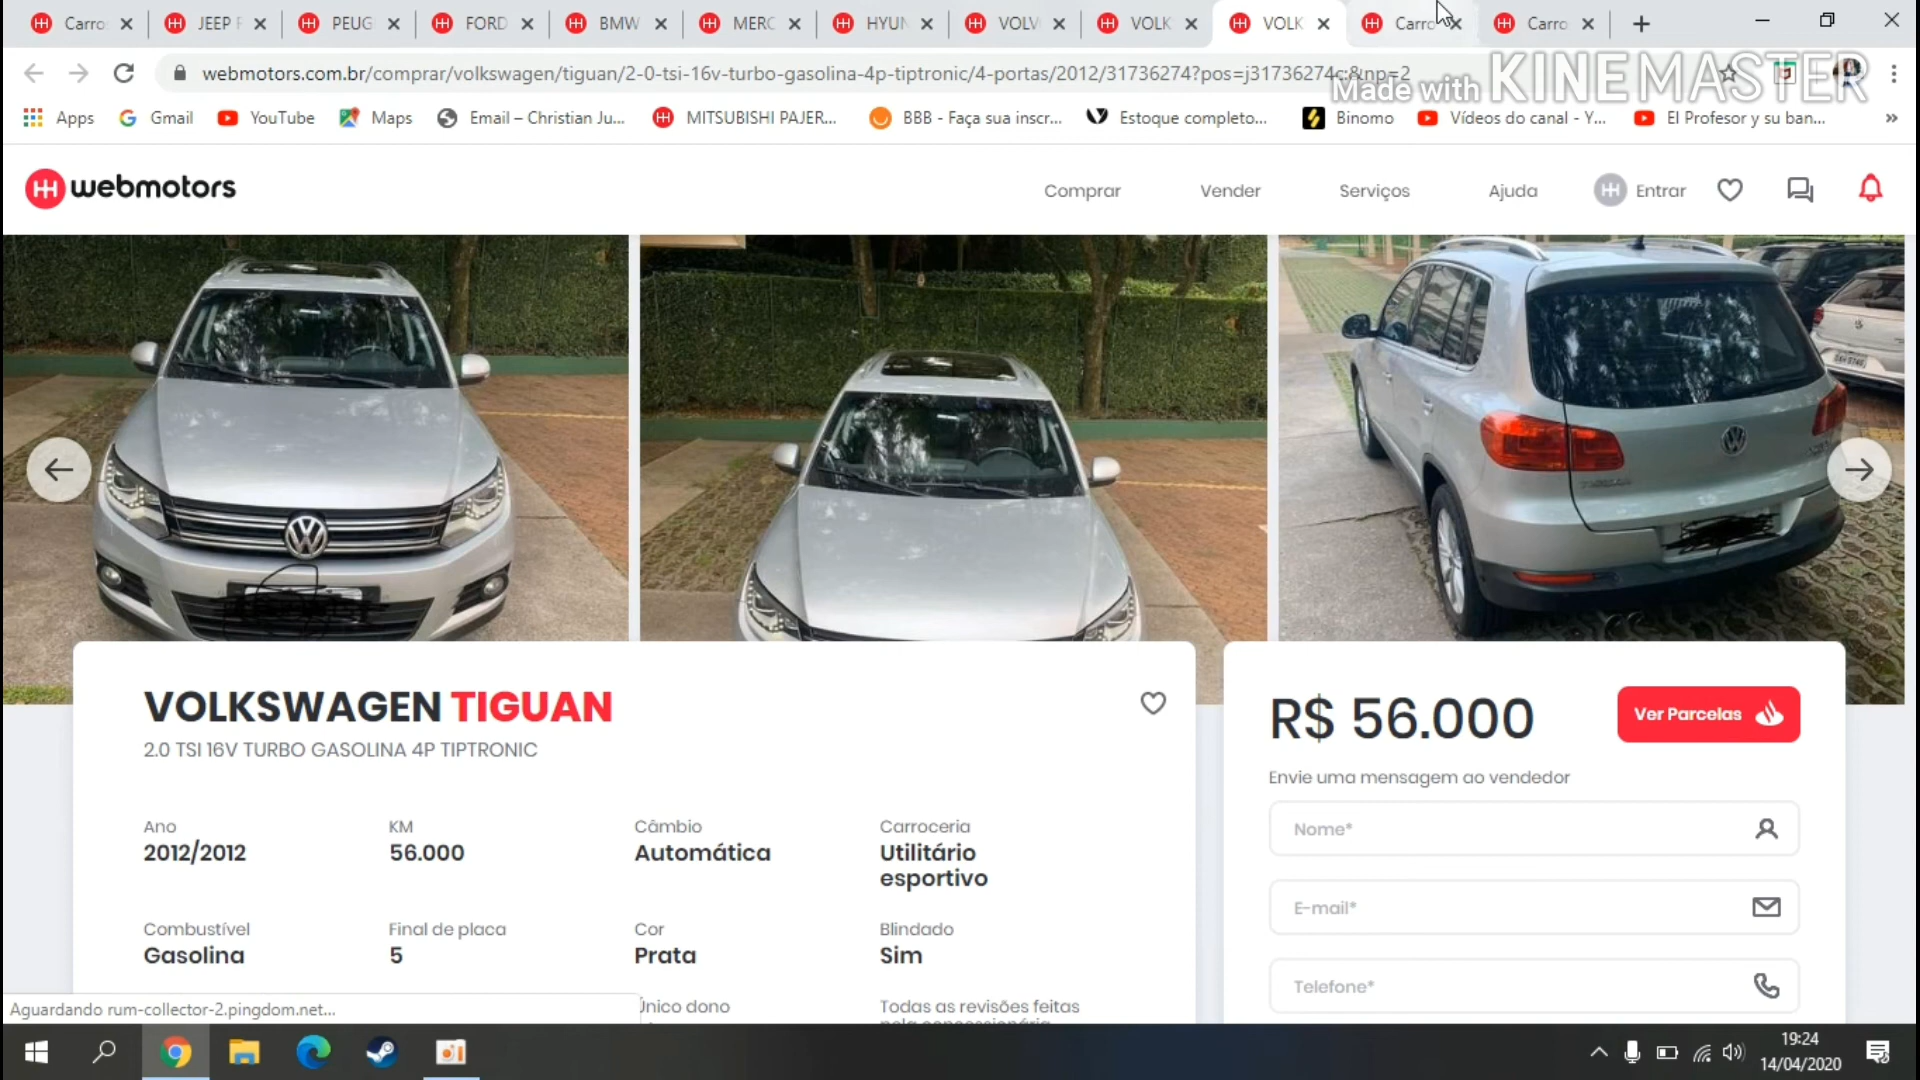 Carro JEEP PEUG FORD BMW MERC HYUN VOLV VOLK VOLK Carro Carro
webmotors.com.br/comprar/volkswagen/tiguan/2-0-tsi-16v-turbo-gasolina-4p-tiptronic/4-portas/2012/31736274?pos=j31736274c:&np=2
Made with KINEMASTER
Apps Gmail YouTube Maps Email – Christian Ju... MITSUBISHI PAJER... BBB - Faça sua inscr... Estoque completo... Binomo Vídeos do canal - Y... El Profesor y su ban... »
webmotors Comprar Vender Serviços Ajuda Entrar
VOLKSWAGEN TIGUAN
2.0 TSI 16V TURBO GASOLINA 4P TIPTRONIC
Ano KM Câmbio Carroceria
2012/2012 56.000 Automática Utilitário
esportivo
Combustível Final de placa Cor Blindado
Gasolina 5 Prata Sim
Único dono Todas as revisões feitas
pela concessionária
R$ 56.000 Ver Parcelas
Envie uma mensagem ao vendedor
Nome*
E-mail*
Telefone*
Aguardando rum-collector-2.pingdom.net...
19:24
14/04/2020